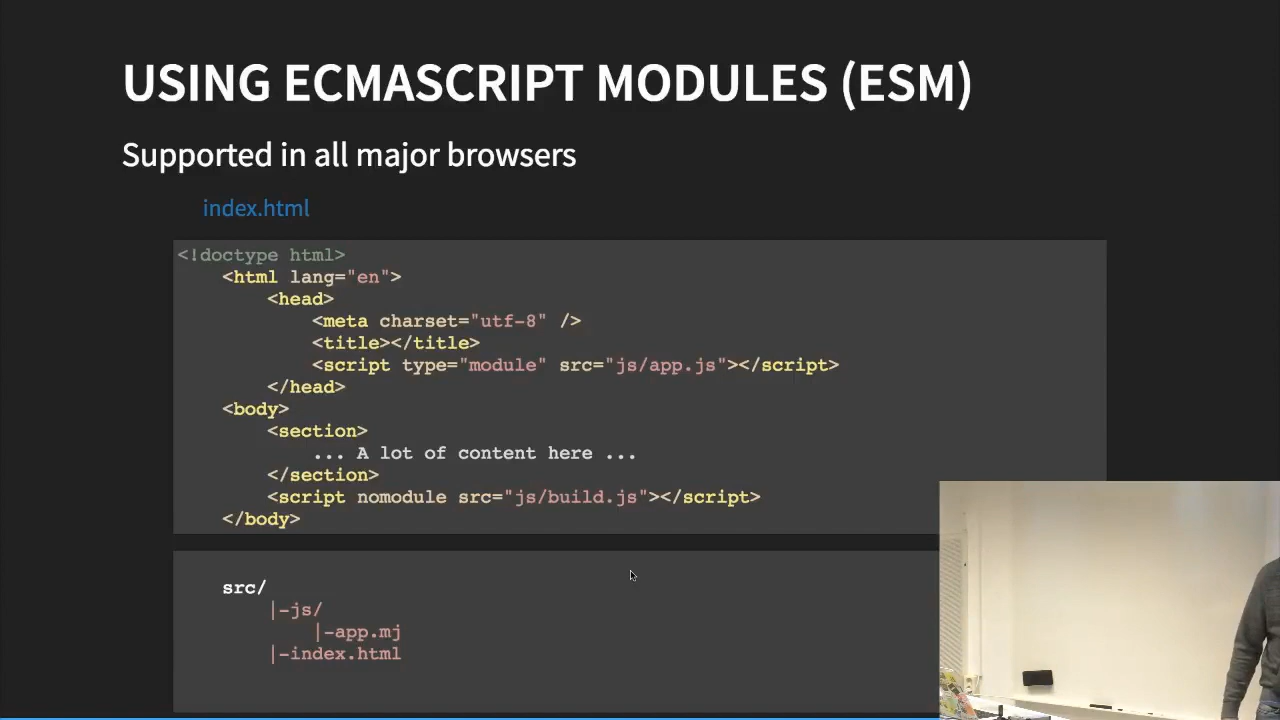 USING ECMASCRIPT MODULES (ESM)
Supported in all major browsers
index.html
<!doctype html>
    <html lang="en">
        <head>
            <meta charset="utf-8" />
            <title></title>
            <script type="module" src="js/app.js"></script>
        </head>
    <body>
        <section>
            ... A lot of content here ...
        </section>
        <script nomodule src="js/build.js"></script>
    </body>
src/
    |-js/
        |-app.mj
    |-index.html